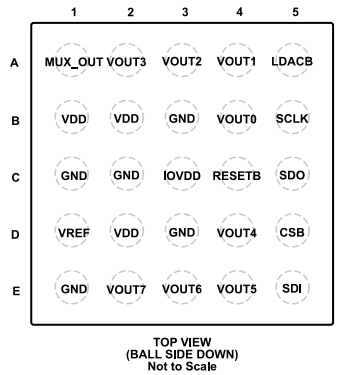 1 2 3 4 5
A MUX_OUT VOUT3 VOUT2 VOUT1 LDACB
B VDD VDD GND VOUT0 SCLK
C GND GND IOVDD RESETB SDO
D VREF VDD GND VOUT4 CSB
E GND VOUT7 VOUT6 VOUT5 SDI
TOP VIEW
(BALL SIDE DOWN)
Not to Scale